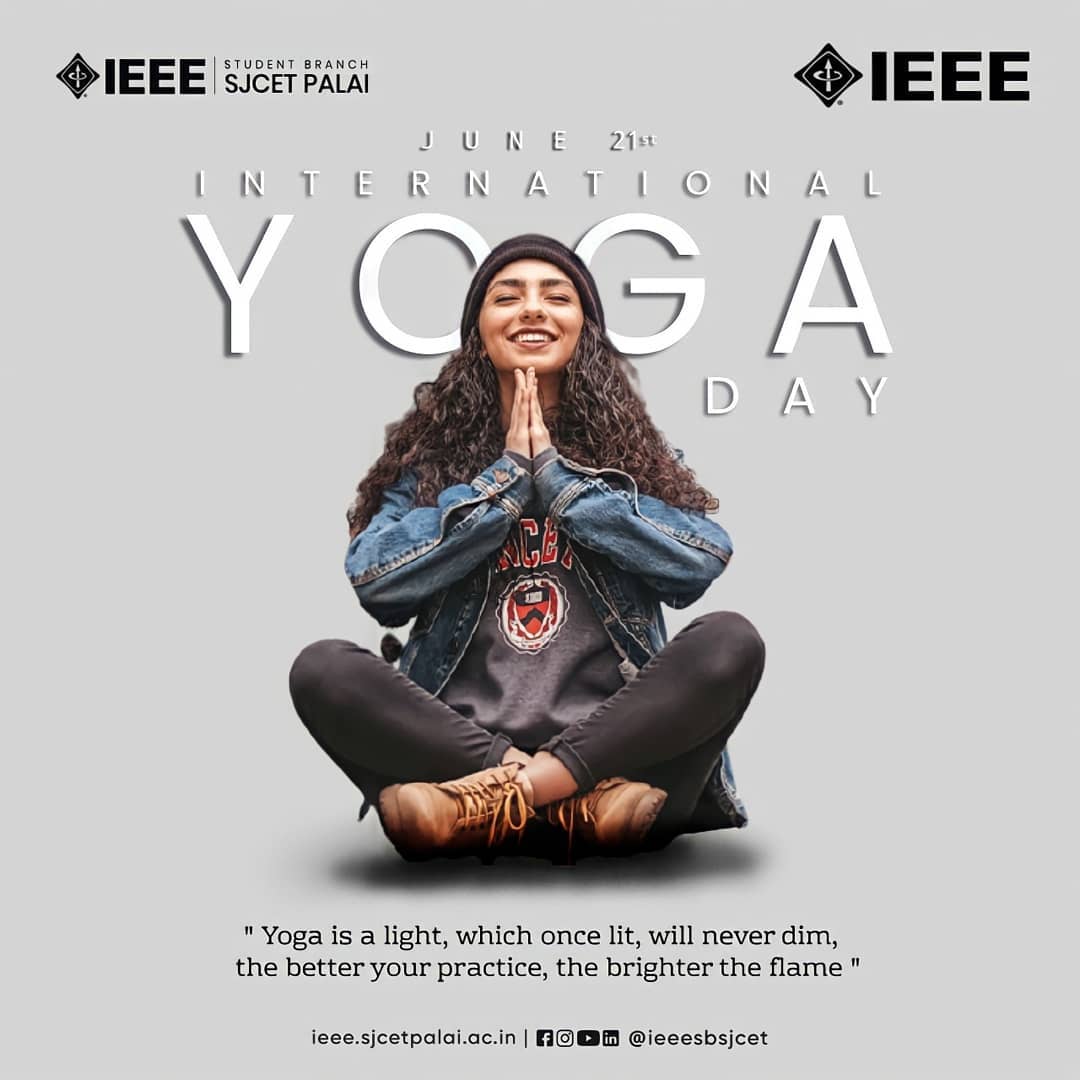 IEEE STUDENT BRANCH
SJCET PALAI
IEEE
JUNE 21st
INTERNATIONAL
YOGA
DAY
" Yoga is a light, which once lit, will never dim,
the better your practice, the brighter the flame "
ieee.sjcetpalai.ac.in | @ieeesbsjcet